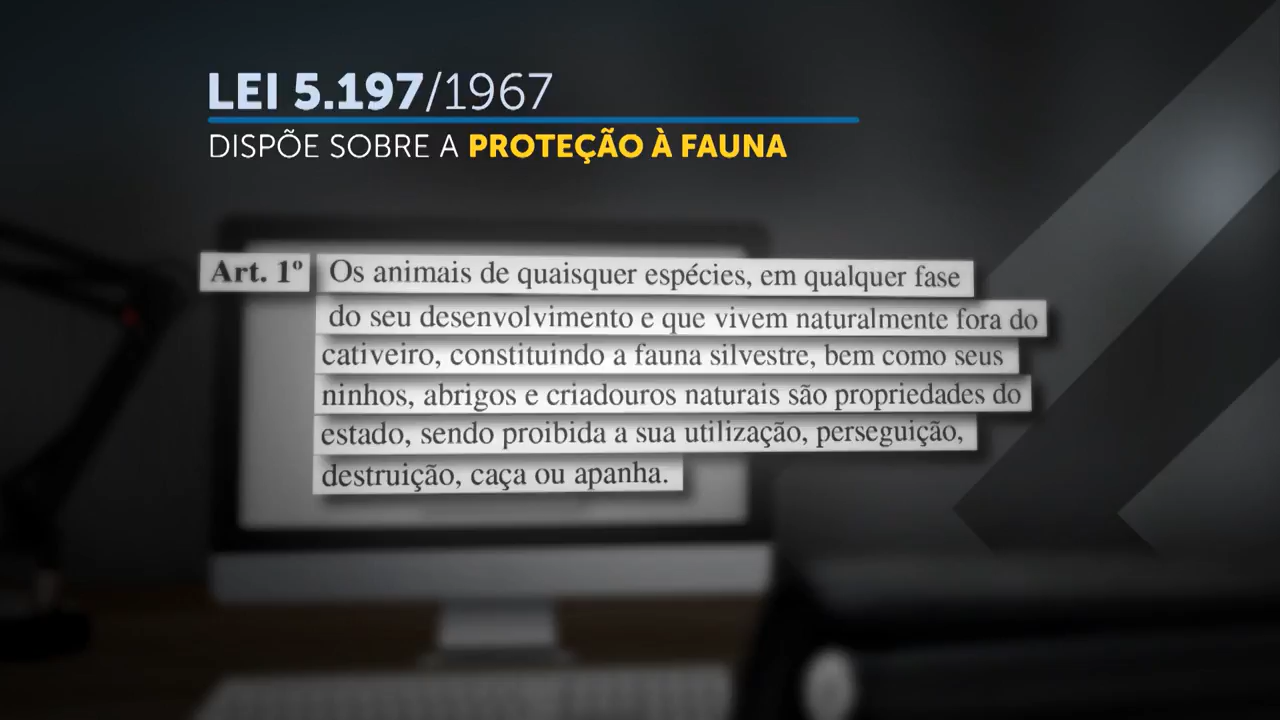 LEI 5.197/1967
DISPÕE SOBRE A PROTEÇÃO À FAUNA
Art. 1º Os animais de quaisquer espécies, em qualquer fase
do seu desenvolvimento e que vivem naturalmente fora do
cativeiro, constituindo a fauna silvestre, bem como seus
ninhos, abrigos e criadouros naturais são propriedades do
estado, sendo proibida a sua utilização, perseguição,
destruição, caça ou apanha.